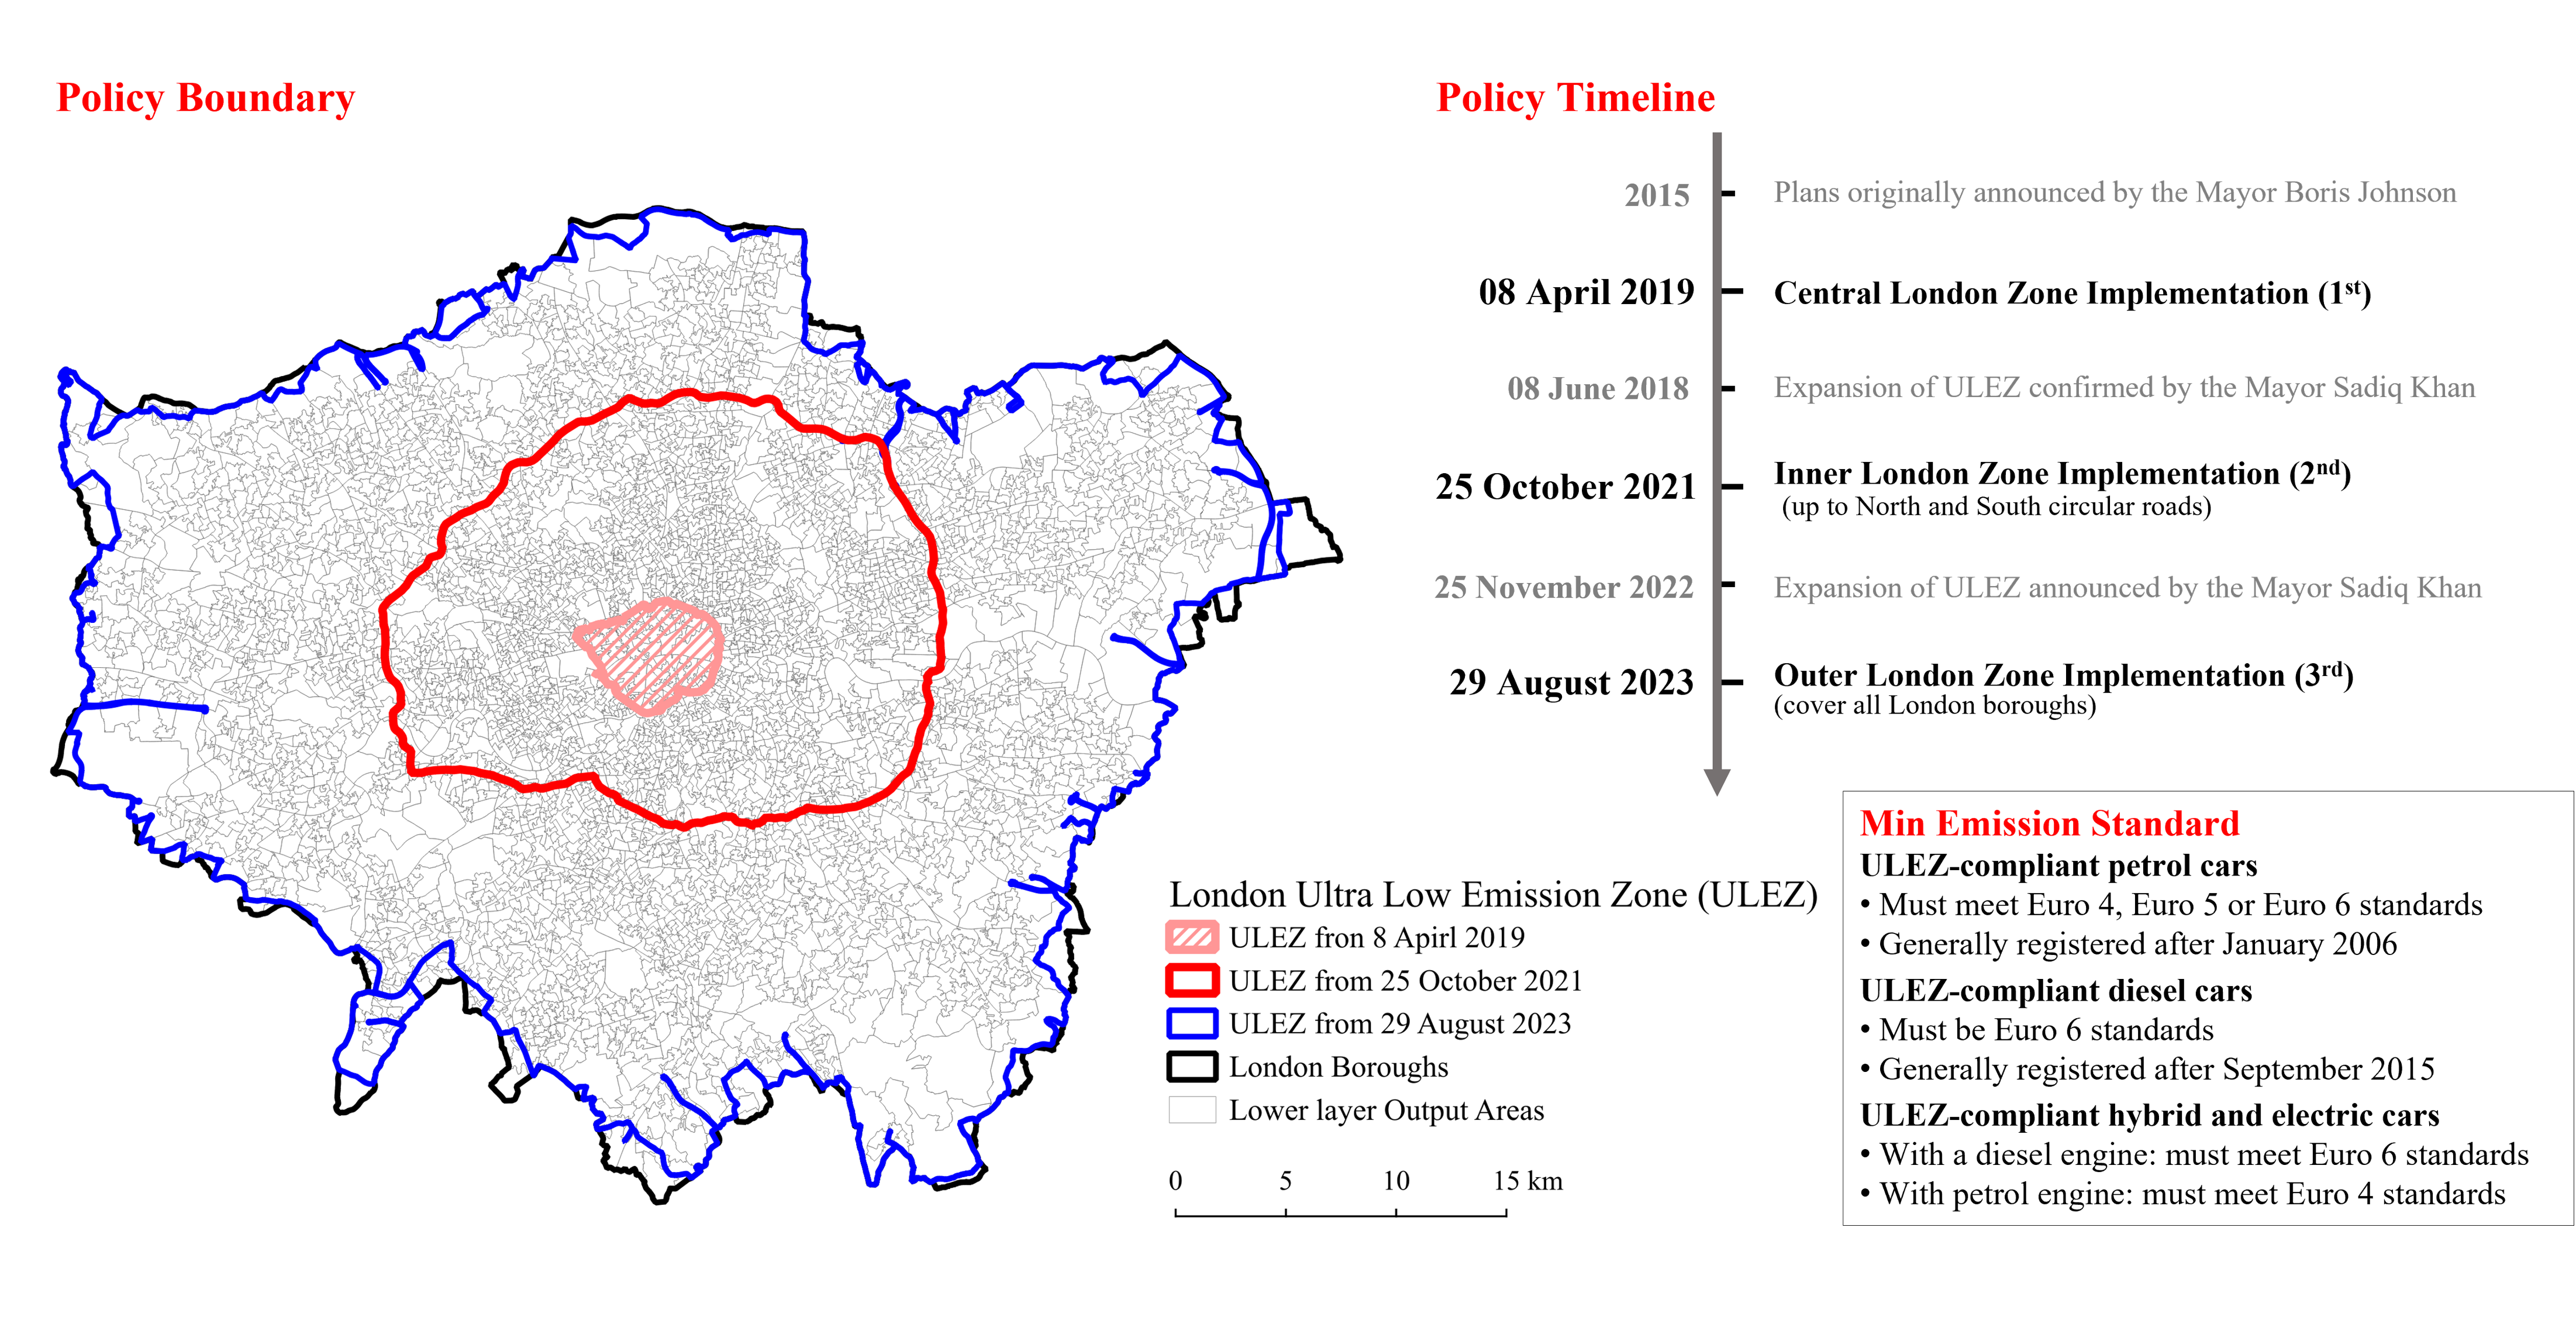 Policy Boundary
Policy Timeline
2015 Plans originally announced by the Mayor Boris Johnson
08 April 2019 Central London Zone Implementation (1st)
08 June 2018 Expansion of ULEZ confirmed by the Mayor Sadiq Khan
25 October 2021 Inner London Zone Implementation (2nd)
(up to North and South circular roads)
25 November 2022 Expansion of ULEZ announced by the Mayor Sadiq Khan
29 August 2023 Outer London Zone Implementation (3rd)
(cover all London boroughs)
London Ultra Low Emission Zone (ULEZ)
ULEZ fron 8 Apirl 2019
ULEZ from 25 October 2021
ULEZ from 29 August 2023
London Boroughs
Lower layer Output Areas
0 5 10 15 km
Min Emission Standard
ULEZ-compliant petrol cars
• Must meet Euro 4, Euro 5 or Euro 6 standards
• Generally registered after January 2006
ULEZ-compliant diesel cars
• Must be Euro 6 standards
• Generally registered after September 2015
ULEZ-compliant hybrid and electric cars
• With a diesel engine: must meet Euro 6 standards
• With petrol engine: must meet Euro 4 standards